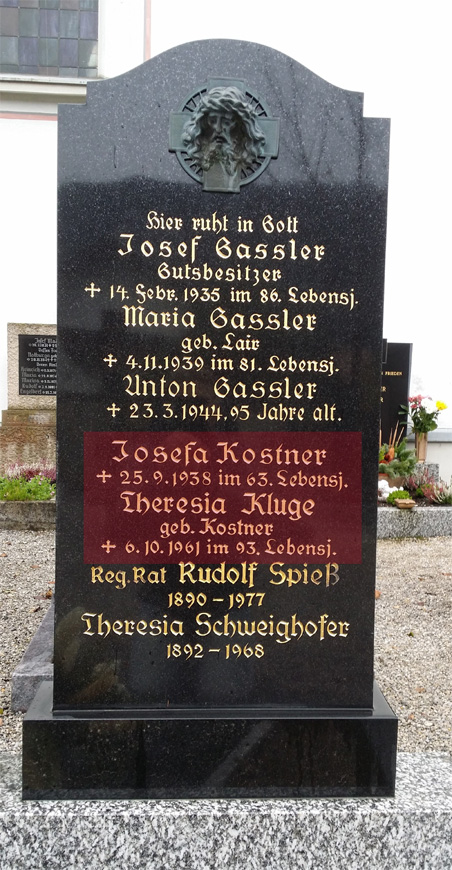 Hier ruht in Gott
Josef Gassler
Gutsbesitzer
+ 14. Febr. 1935 im 86. Lebensj.
Maria Gassler
geb. Lair
+ 4.11.1939 im 81. Lebensj.
Anton Gassler
+ 23.3.1944, 95 Jahre alt.
Josefa Kostner
+ 25.9.1938 im 63. Lebensj.
Theresia Kluge
geb. Kostner
+ 6.10.1961 im 93. Lebensj.
Reg. Rat Rudolf Spieß
1890 – 1977
Theresia Schweighofer
1892 – 1968